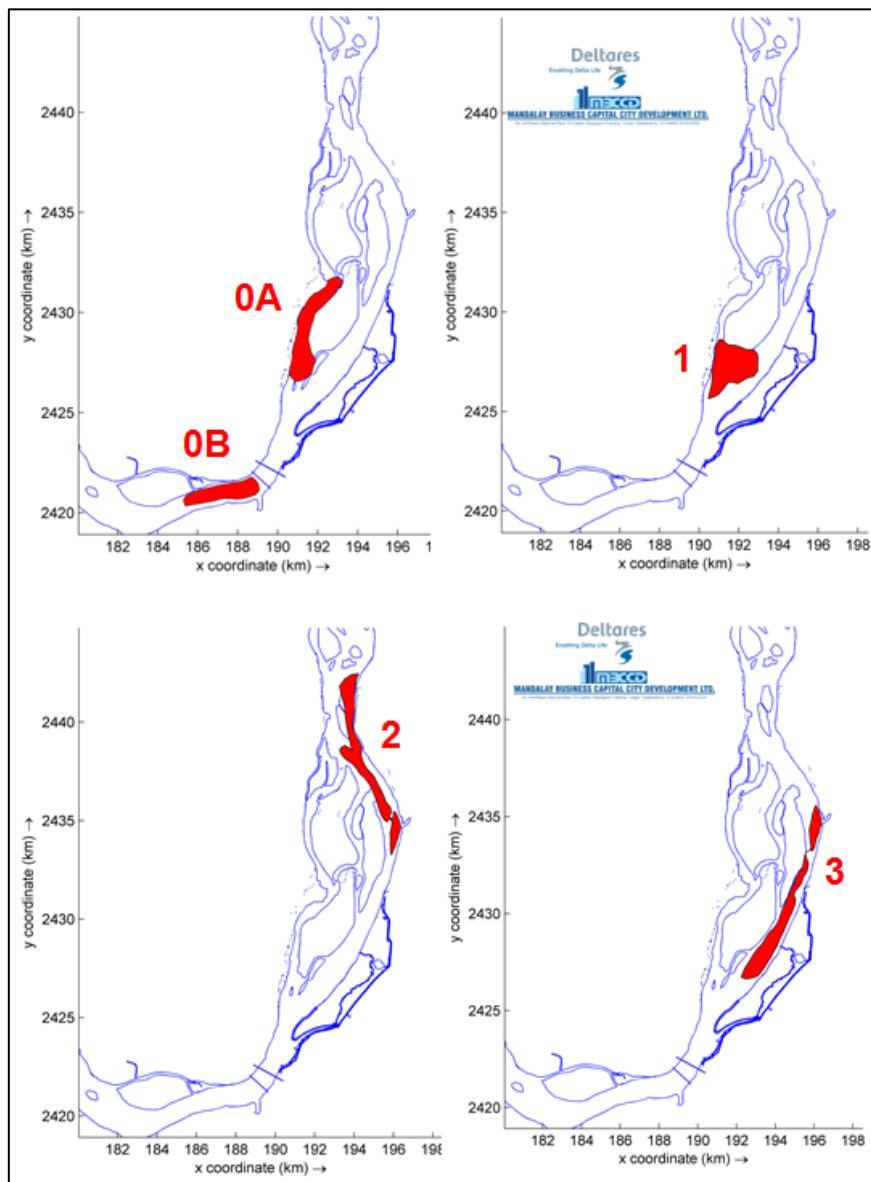 2440
2435
2430
2425
2420
y coordinate (km) →
0A
0B
182 184 186 188 190 192 194 196 1
x coordinate (km) →
Deltares
Enabling Delta Life
MANDALAY BUSINESS CAPITAL CITY DEVELOPMENT LTD.
2440
2435
2430
2425
2420
y coordinate (km) →
1
182 184 186 188 190 192 194 196 198
x coordinate (km) →
2440
2435
2430
2425
2420
y coordinate (km) →
2
182 184 186 188 190 192 194 196 198
x coordinate (km) →
Deltares
Enabling Delta Life
MANDALAY BUSINESS CAPITAL CITY DEVELOPMENT LTD.
2440
2435
2430
2425
2420
y coordinate (km) →
3
182 184 186 188 190 192 194 196 198
x coordinate (km) →